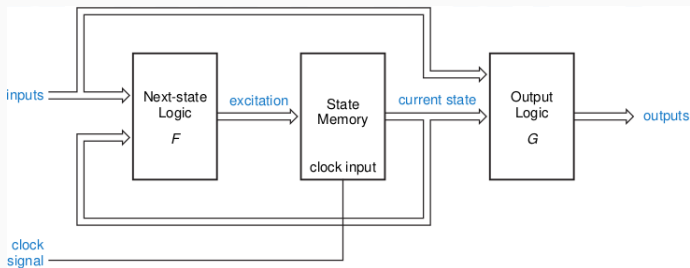 inputs
Next-state
Logic
F
excitation
State
Memory
clock input
current state
Output
Logic
G
outputs
clock
signal